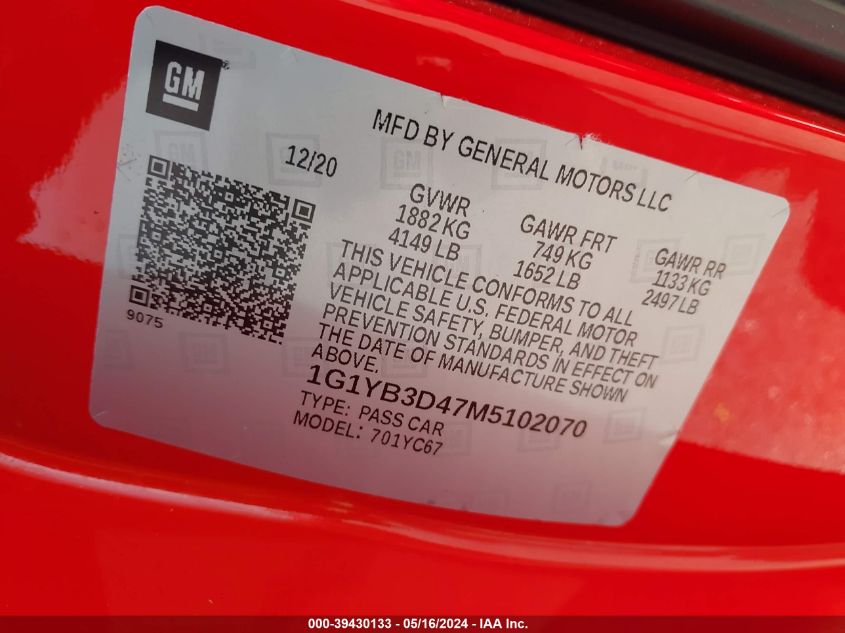 GM
MFD BY GENERAL MOTORS LLC
12/20
GVWR
1882 KG
4149 LB
GAWR FRT
749 KG
1652 LB
GAWR RR
1133 KG
2497 LB
THIS VEHICLE CONFORMS TO ALL
APPLICABLE U.S. FEDERAL MOTOR
VEHICLE SAFETY, BUMPER, AND THEFT
PREVENTION STANDARDS IN EFFECT ON
THE DATE OF MANUFACTURE SHOWN
ABOVE.
9075
1G1YB3D47M5102070
TYPE: PASS CAR
MODEL: 701YC67
000-39430133 - 05/16/2024 - IAA Inc.